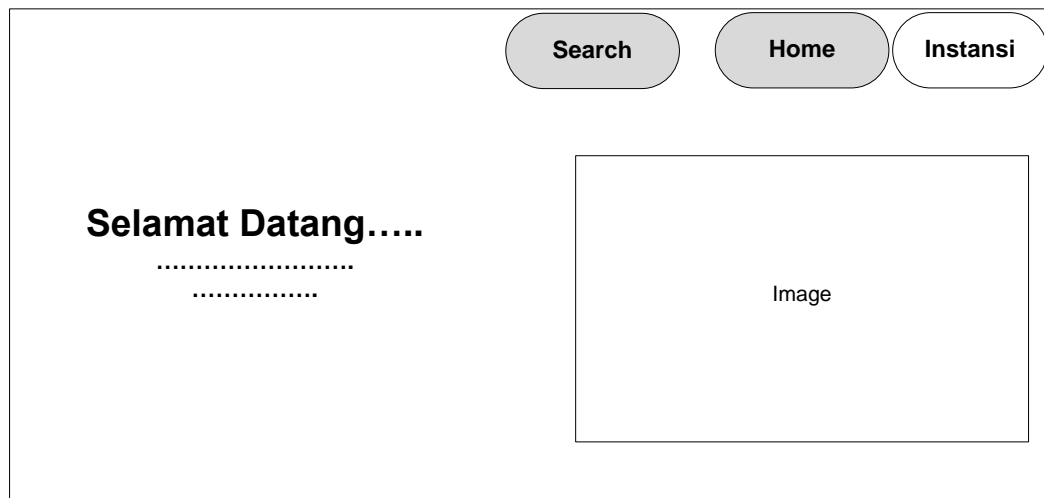 Search Home Instansi
Selamat Datang…..
…………………….
…………….
Image